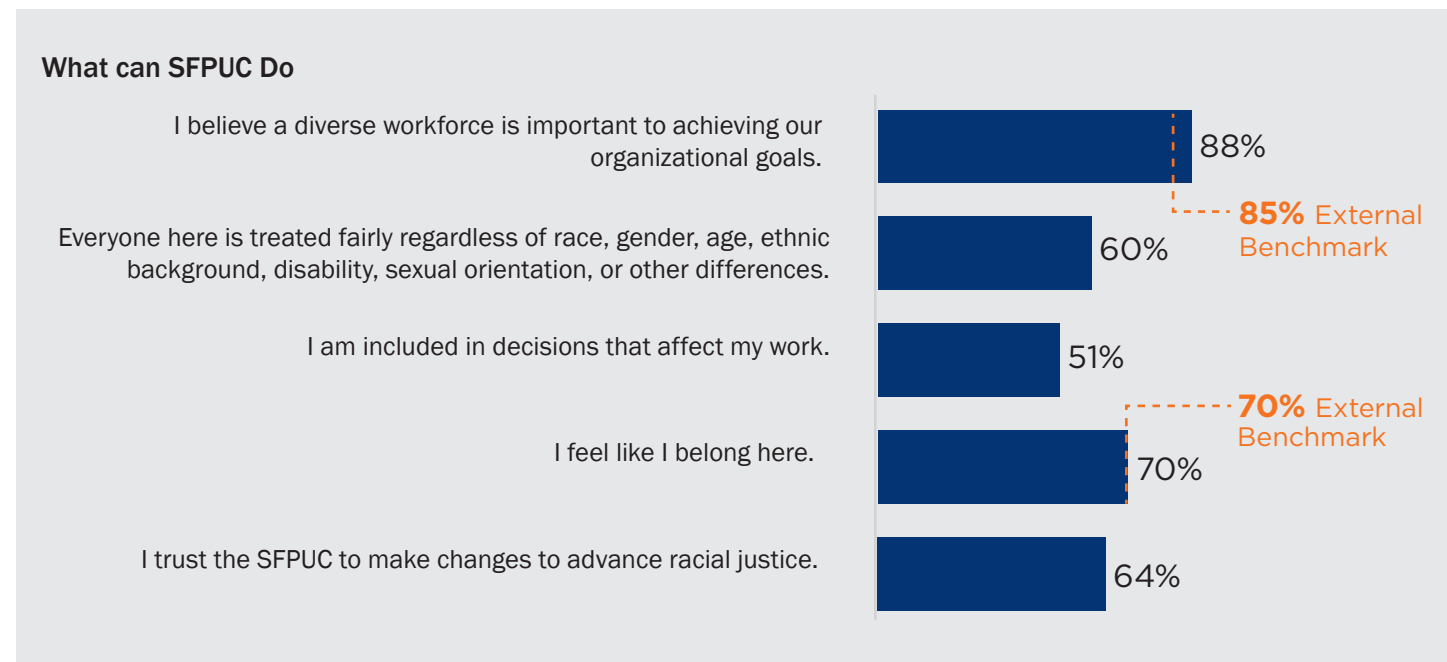 What can SFPUC Do
I believe a diverse workforce is important to achieving our
organizational goals.
88%
85% External
Benchmark
Everyone here is treated fairly regardless of race, gender, age, ethnic
background, disability, sexual orientation, or other differences.
60%
I am included in decisions that affect my work.
51%
70% External
Benchmark
I feel like I belong here.
70%
I trust the SFPUC to make changes to advance racial justice.
64%